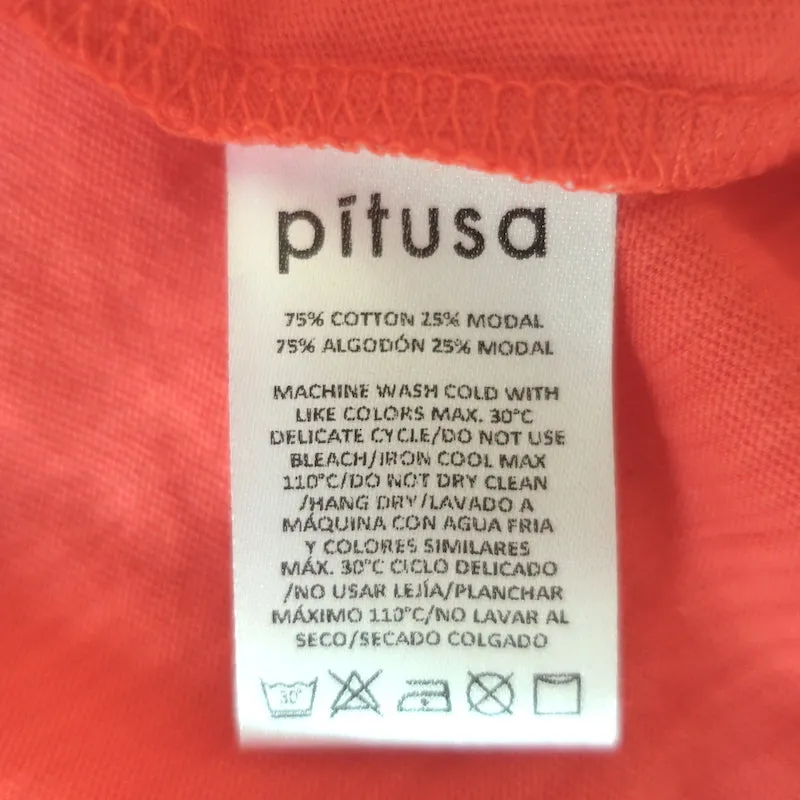 pítusa
75% COTTON 25% MODAL
75% ALGODÓN 25% MODAL
MACHINE WASH COLD WITH
LIKE COLORS MAX. 30°C
DELICATE CYCLE/DO NOT USE
BLEACH/IRON COOL MAX
110°C/DO NOT DRY CLEAN
/HANG DRY/LAVADO A
MÁQUINA CON AGUA FRIA
Y COLORES SIMILARES
MÁX. 30°C CICLO DELICADO
/NO USAR LEJÍA/PLANCHAR
MÁXIMO 110°C/NO LAVAR AL
SECO/SECADO COLGADO
30°